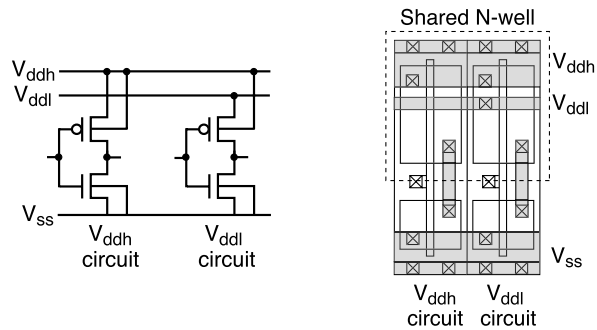 Shared N-well
Vddh
Vddl
Vss
Vddh
circuit
Vddl
circuit
Vddh
Vddl
Vss
Vddh
circuit
Vddl
circuit